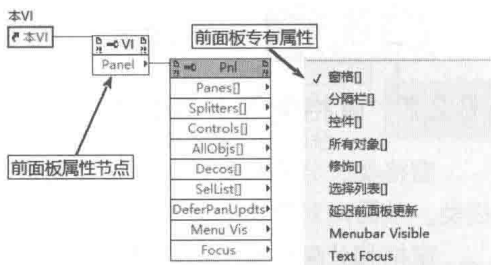 本VI
本VI
VI
Panel
前面板属性节点
Pnl
Panes[]
Splitters[]
Controls[]
AllObjs[]
Decos[]
SelList[]
DeferPanUpdts
Menu Vis
Focus
前面板专有属性
✓ 窗格[]
分隔栏[]
控件[]
所有对象[]
修饰[]
选择列表[]
延迟前面板更新
Menubar Visible
Text Focus